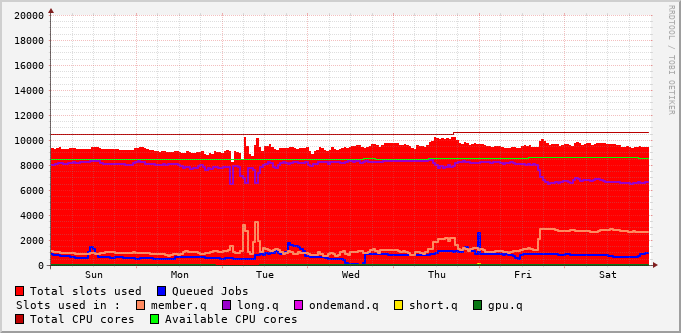 RRDTOOL / TOBI OETIKER
20000
18000
16000
14000
12000
10000
8000
6000
4000
2000
0
Sun Mon Tue Wed Thu Fri Sat
Total slots used Queued Jobs
Slots used in : member.q long.q ondemand.q short.q gpu.q
Total CPU cores Available CPU cores